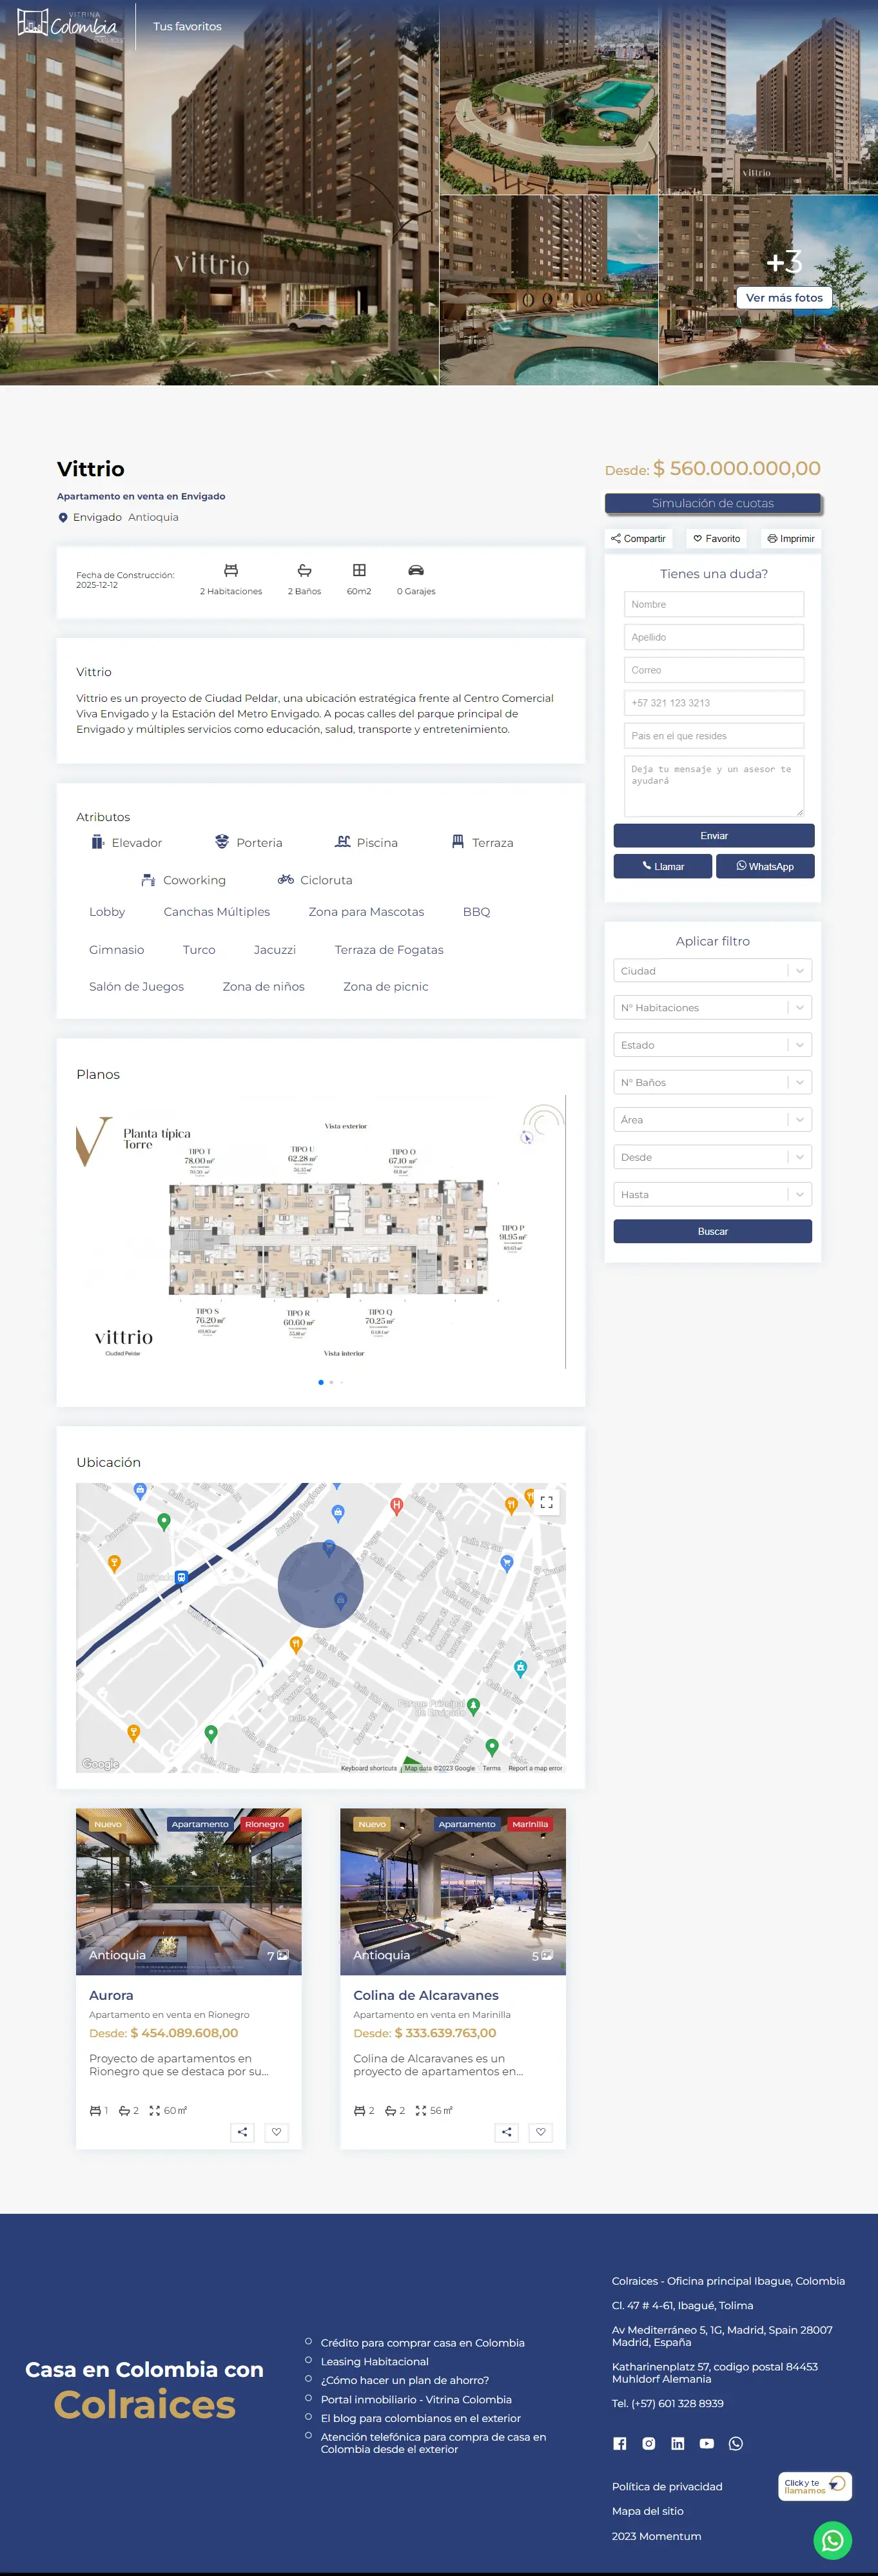 VITRINA
Colombia
Tus favoritos
vittrio
vittrio
+3
Ver más fotos
Vittrio
Apartamento en venta en Envigado
Envigado Antioquia
Desde: $ 560.000.000,00
Simulación de cuotas
Compartir
Favorito
Imprimir
Fecha de Construcción:
2025-12-12
2 Habitaciones
2 Baños
60m2
0 Garajes
Vittrio
Vittrio es un proyecto de Ciudad Peldar, una ubicación estratégica frente al Centro Comercial
Viva Envigado y la Estación del Metro Envigado. A pocas calles del parque principal de
Envigado y múltiples servicios como educación, salud, transporte y entretenimiento.
Tienes una duda?
Nombre
Apellido
Correo
+57 321 123 3213
Pais en el que resides
Deja tu mensaje y un asesor te
ayudará
Enviar
Llamar
WhatsApp
Atributos
Elevador
Porteria
Piscina
Terraza
Coworking
Cicloruta
Lobby
Canchas Múltiples
Zona para Mascotas
BBQ
Gimnasio
Turco
Jacuzzi
Terraza de Fogatas
Salón de Juegos
Zona de niños
Zona de picnic
Aplicar filtro
Ciudad
N° Habitaciones
Estado
N° Baños
Área
Desde
Hasta
Buscar
Planos
Planta típica
Torre
Vista exterior
TIPO T
78.00 m²
TIPO U
62.28 m²
TIPO O
67.10 m²
TIPO P
91.95 m²
TIPO S
76.20 m²
TIPO R
60.60 m²
TIPO Q
70.25 m²
vittrio
Ciudad Peldar
Vista interior
Ubicación
Envigado
Parque Principal
de Envigado
Google
Keyboard shortcuts
Map data ©2023 Google
Terms
Report a map error
Nuevo
Apartamento
Rionegro
Antioquia
7
Aurora
Apartamento en venta en Rionegro
Desde: $ 454.089.608,00
Proyecto de apartamentos en
Rionegro que se destaca por su...
1
2
60 m²
Nuevo
Apartamento
Marinilla
Antioquia
5
Colina de Alcaravanes
Apartamento en venta en Marinilla
Desde: $ 333.639.763,00
Colina de Alcaravanes es un
proyecto de apartamentos en...
2
2
56 m²
Casa en Colombia con
Colraices
Crédito para comprar casa en Colombia
Leasing Habitacional
¿Cómo hacer un plan de ahorro?
Portal inmobiliario - Vitrina Colombia
El blog para colombianos en el exterior
Atención telefónica para compra de casa en
Colombia desde el exterior
Colraices - Oficina principal Ibague, Colombia
Cl. 47 # 4-61, Ibagué, Tolima
Av Mediterráneo 5, 1G, Madrid, Spain 28007
Madrid, España
Katharinenplatz 57, codigo postal 84453
Muhldorf Alemania
Tel. (+57) 601 328 8939
Política de privacidad
Mapa del sitio
2023 Momentum
Click y te
llamamos